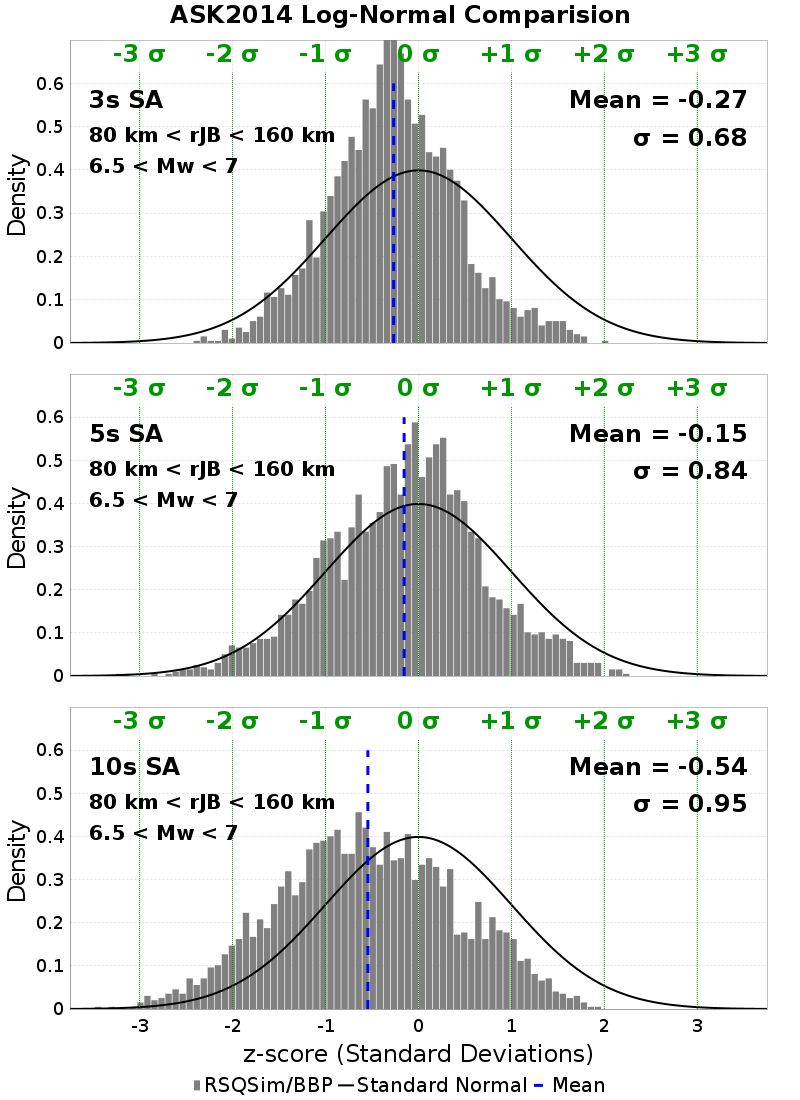 ASK2014 Log-Normal Comparision
-3 σ -2 σ -1 σ 0 σ +1 σ +2 σ +3 σ
3s SA
Mean = -0.27
80 km < rJB < 160 km
σ = 0.68
6.5 < Mw < 7
Density
0.6
0.5
0.4
0.3
0.2
0.1
0
-3 σ -2 σ -1 σ 0 σ +1 σ +2 σ +3 σ
5s SA
Mean = -0.15
80 km < rJB < 160 km
σ = 0.84
6.5 < Mw < 7
Density
0.6
0.5
0.4
0.3
0.2
0.1
0
-3 σ -2 σ -1 σ 0 σ +1 σ +2 σ +3 σ
10s SA
Mean = -0.54
80 km < rJB < 160 km
σ = 0.95
6.5 < Mw < 7
Density
0.6
0.5
0.4
0.3
0.2
0.1
0
-3 -2 -1 0 1 2 3
z-score (Standard Deviations)
RSQSim/BBP Standard Normal Mean